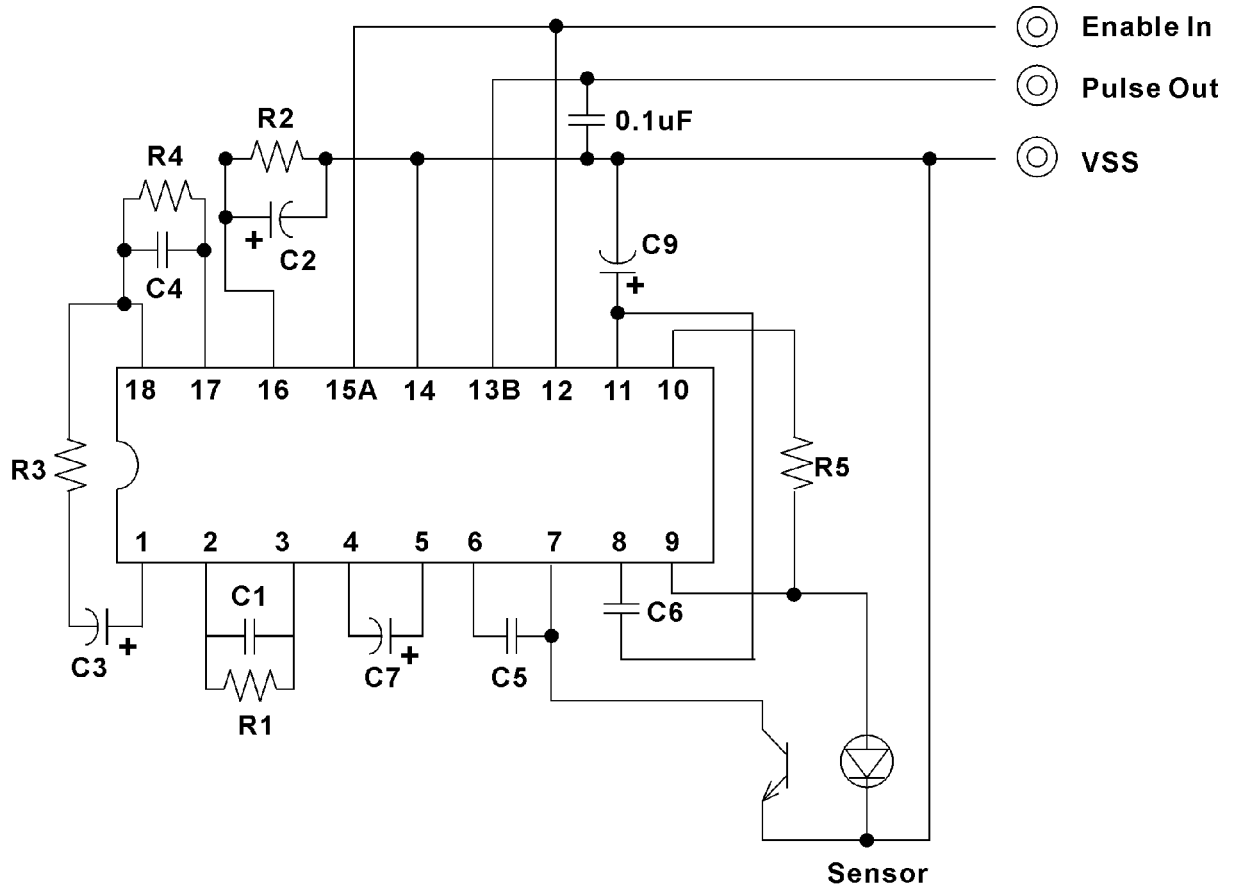 Enable In
Pulse Out
0.1uF
R2
R4
VSS
+
C2
C9
C4
+
18 17 16 15A 14 13B 12 11 10
R3
R5
1 2 3 4 5 6 7 8 9
C1
C6
+
C3
+
C7
C5
R1
Sensor